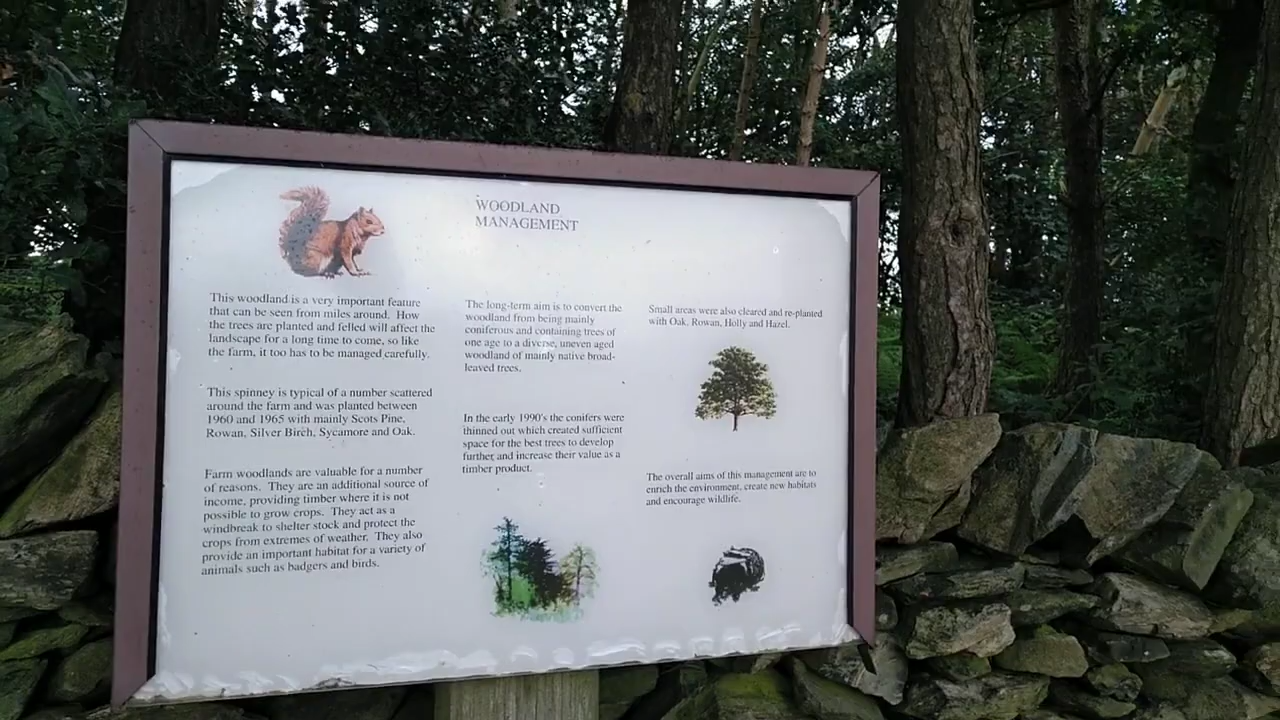 WOODLAND
MANAGEMENT
This woodland is a very important feature
that can be seen from miles around. How
the trees are planted and felled will affect the
landscape for a long time to come, so like
the farm, it too has to be managed carefully.
This spinney is typical of a number scattered
around the farm and was planted between
1960 and 1965 with mainly Scots Pine,
Rowan, Silver Birch, Sycamore and Oak.
Farm woodlands are valuable for a number
of reasons. They are an additional source of
income, providing timber where it is not
possible to grow crops. They act as a
windbreak to shelter stock and protect the
crops from extremes of weather. They also
provide an important habitat for a variety of
animals such as badgers and birds.
The long-term aim is to convert the
woodland from being mainly
coniferous and containing trees of
one age to a diverse, uneven aged
woodland of mainly native broad-
leaved trees.
In the early 1990's the conifers were
thinned out which created sufficient
space for the best trees to develop
further, and increase their value as a
timber product.
Small areas were also cleared and re-planted
with Oak, Rowan, Holly and Hazel.
The overall aims of this management are to
enrich the environment, create new habitats
and encourage wildlife.